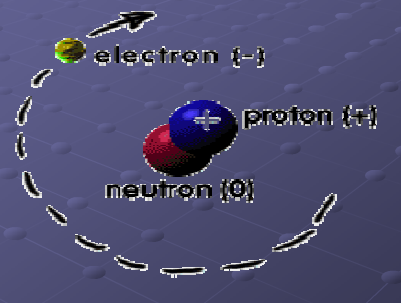 electron (-)
proton (+)
neutron (0)